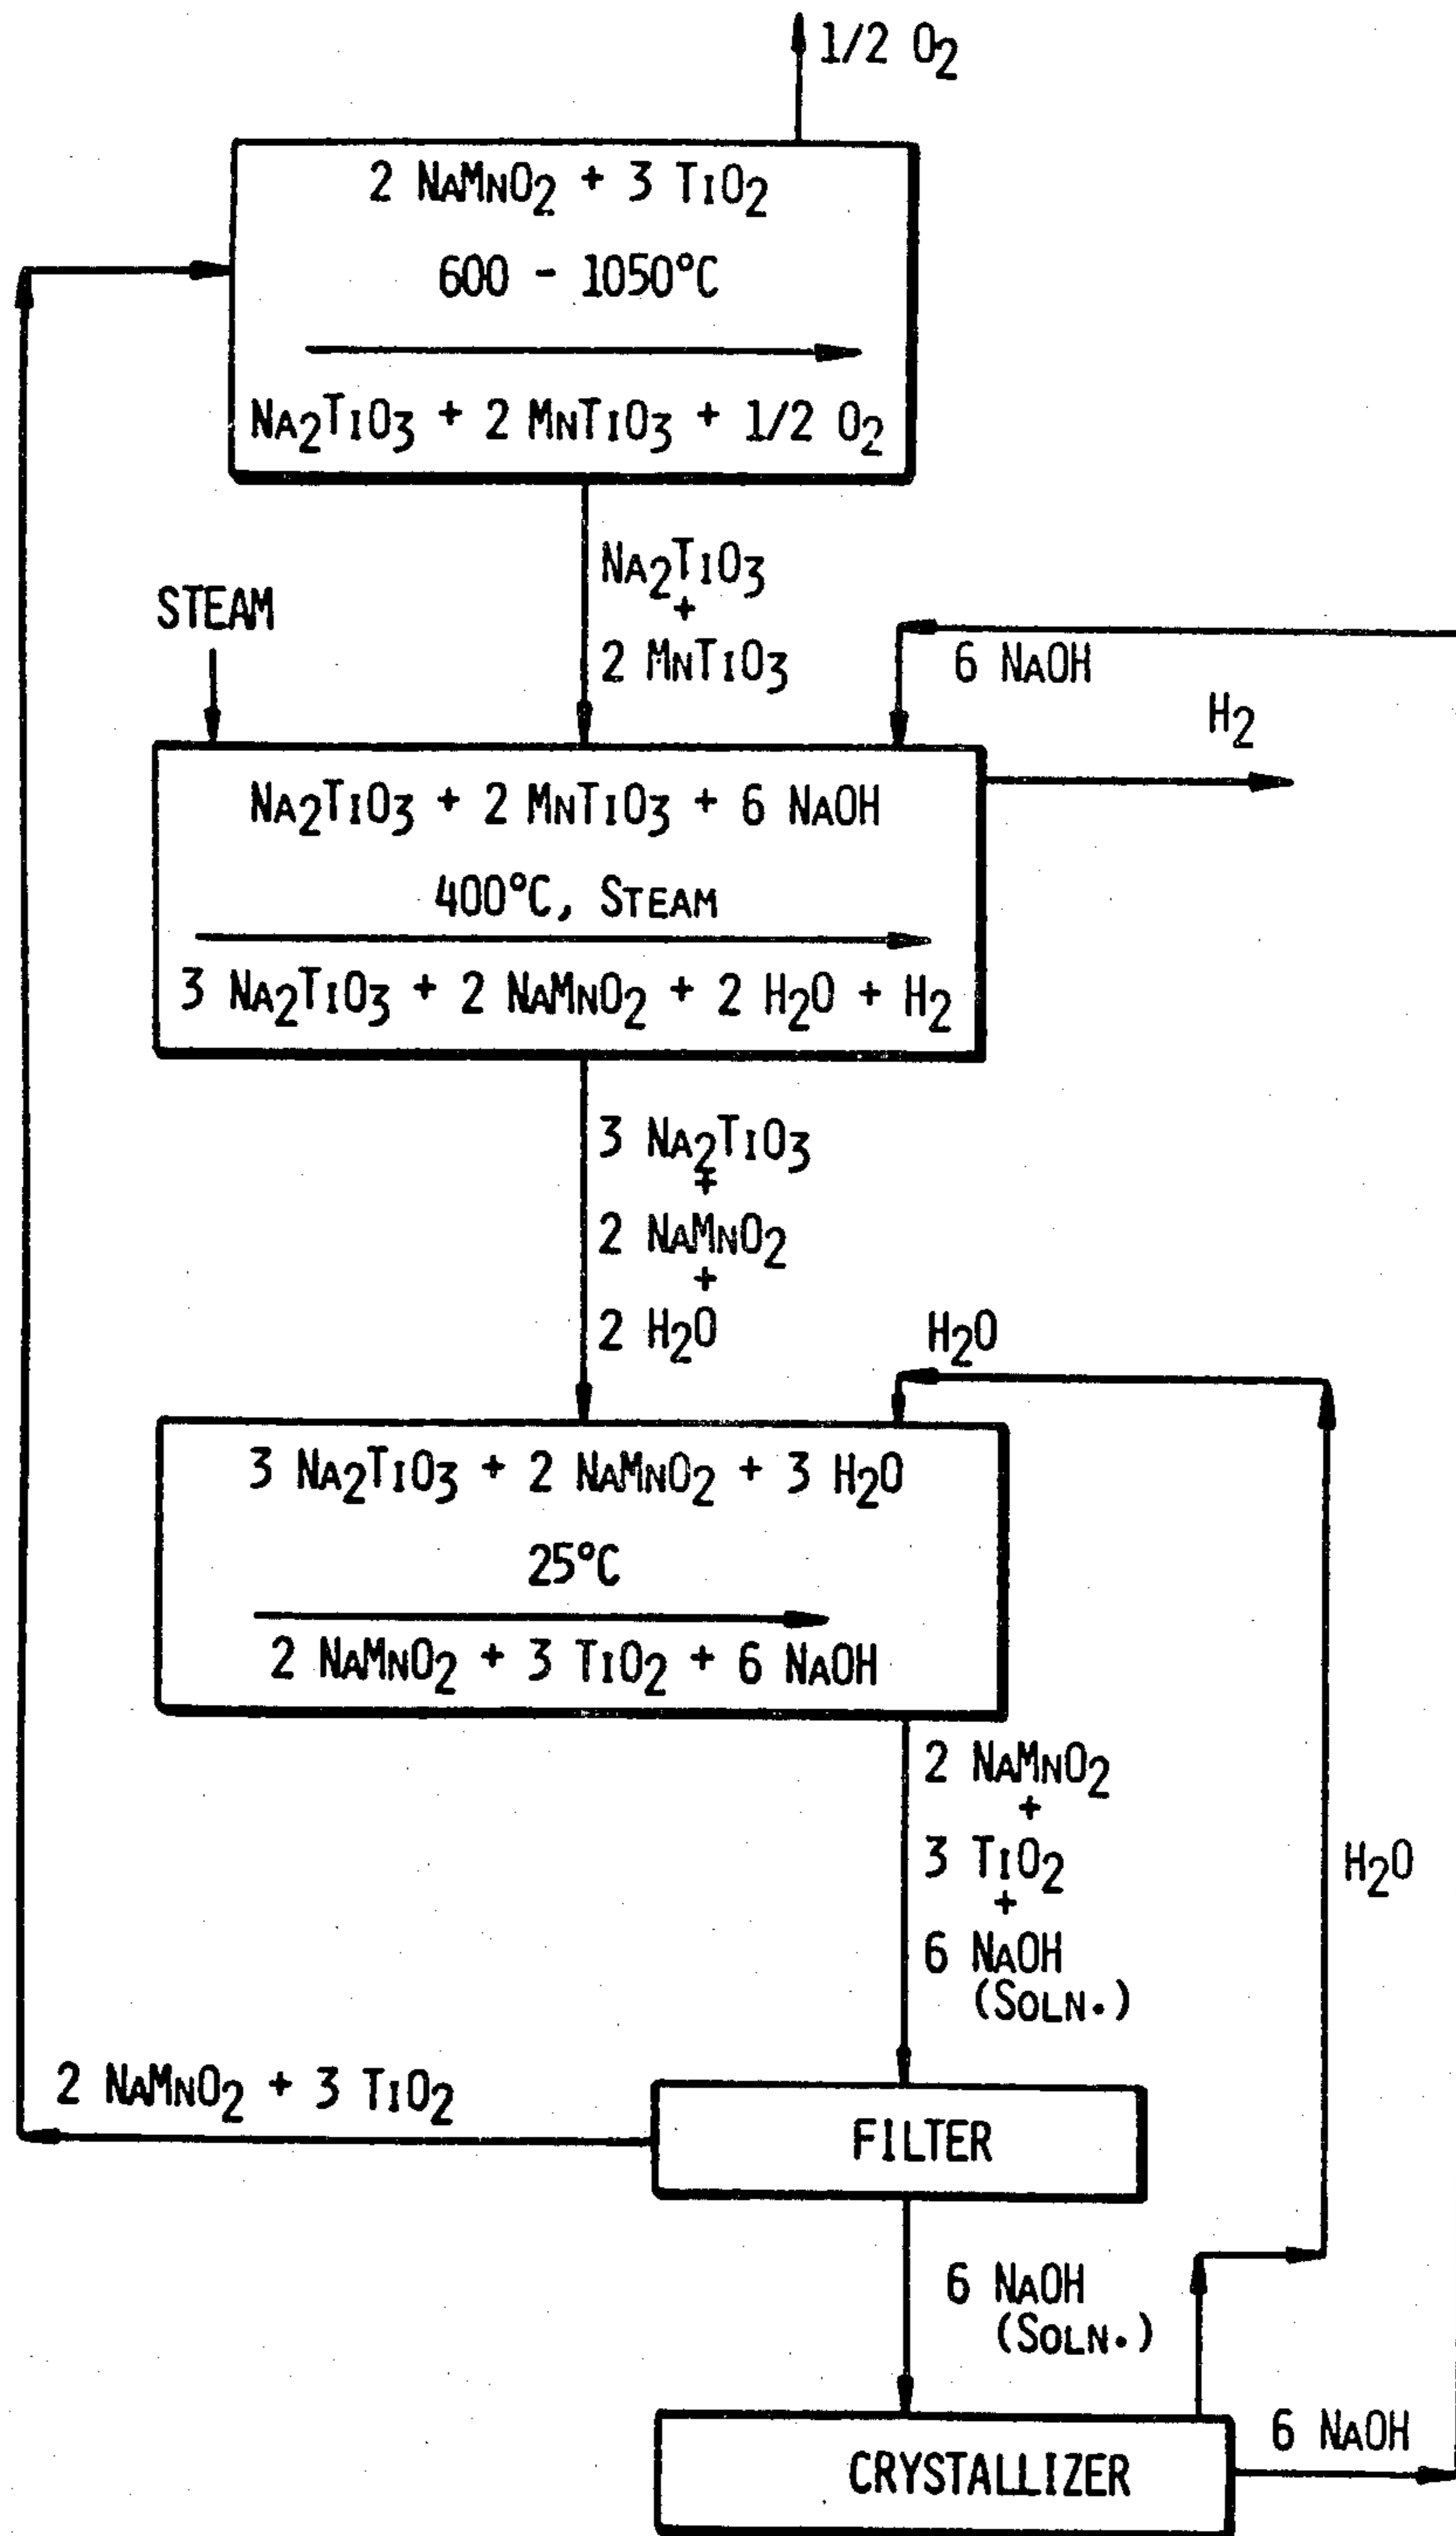 1/2 O2
2 NaMnO2 + 3 TiO2
600 - 1050°C
Na2TiO3 + 2 MnTiO3 + 1/2 O2
Na2TiO3
+
2 MnTiO3
STEAM
6 NaOH
H2
Na2TiO3 + 2 MnTiO3 + 6 NaOH
400°C, STEAM
3 Na2TiO3 + 2 NaMnO2 + 2 H2O + H2
3 Na2TiO3
+
2 NaMnO2
+
2 H2O
H2O
3 Na2TiO3 + 2 NaMnO2 + 3 H2O
25°C
2 NaMnO2 + 3 TiO2 + 6 NaOH
2 NaMnO2
+
3 TiO2
+
6 NaOH
(SOLN.)
H2O
2 NaMnO2 + 3 TiO2
FILTER
6 NaOH
(SOLN.)
6 NaOH
CRYSTALLIZER